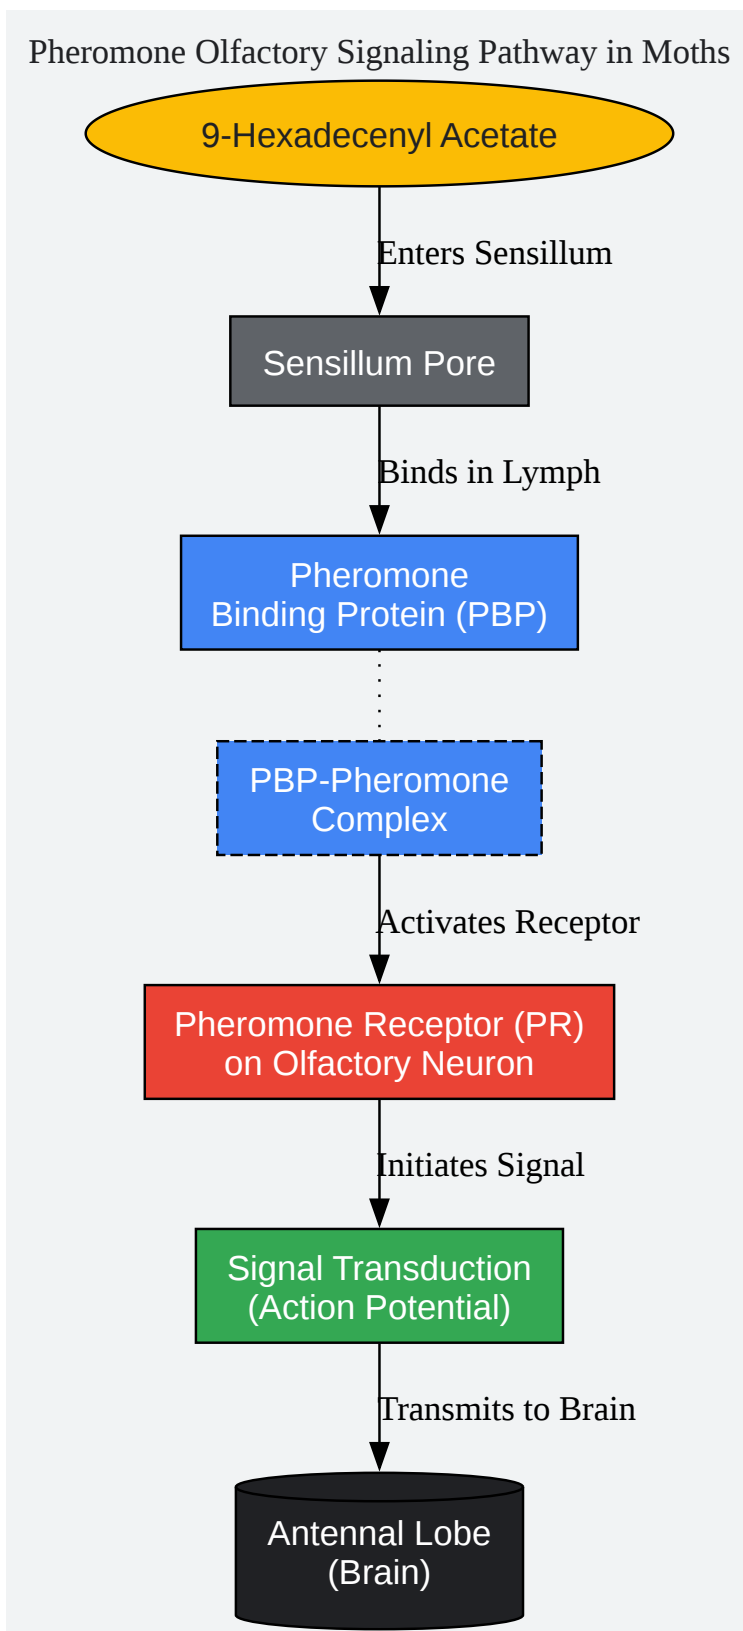 Pheromone Olfactory Signaling Pathway in Moths
9-Hexadecenyl Acetate
Enters Sensillum
Sensillum Pore
Binds in Lymph
Pheromone
Binding Protein (PBP)
PBP-Pheromone
Complex
Activates Receptor
Pheromone Receptor (PR)
on Olfactory Neuron
Initiates Signal
Signal Transduction
(Action Potential)
Transmits to Brain
Antennal Lobe
(Brain)